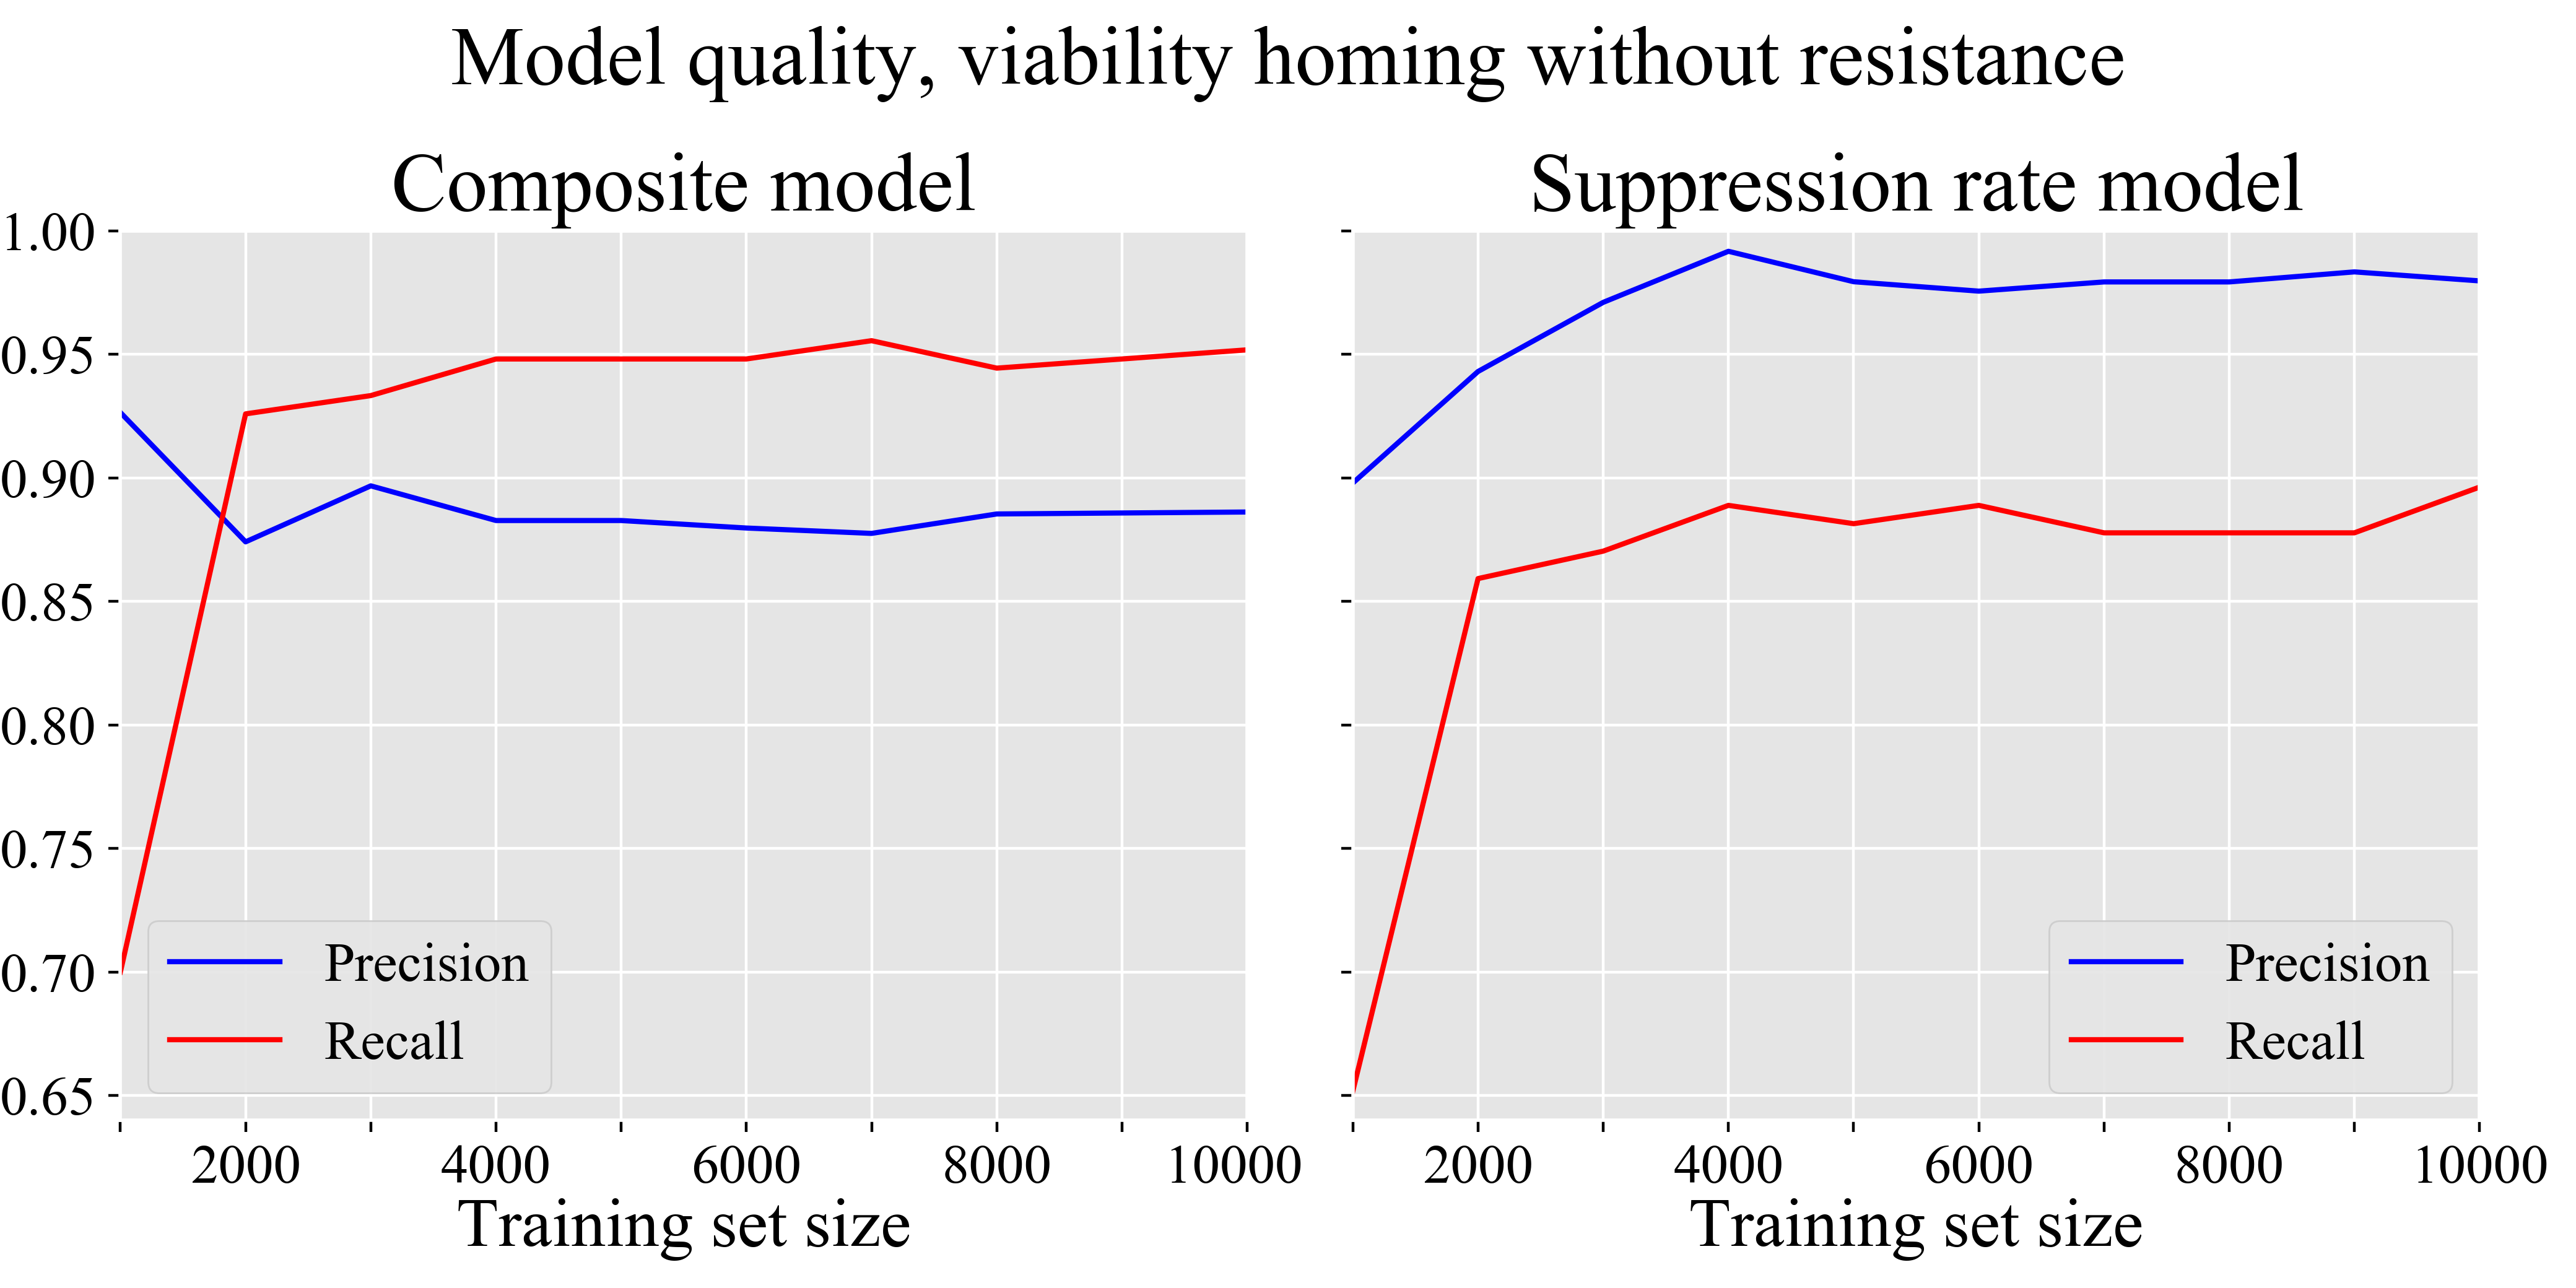 Model quality, viability homing without resistance
Composite model
1.00
0.95
0.90
0.85
0.80
0.75
0.70
0.65
Precision
Recall
2000 4000 6000 8000 10000
Training set size
Suppression rate model
Precision
Recall
2000 4000 6000 8000 10000
Training set size